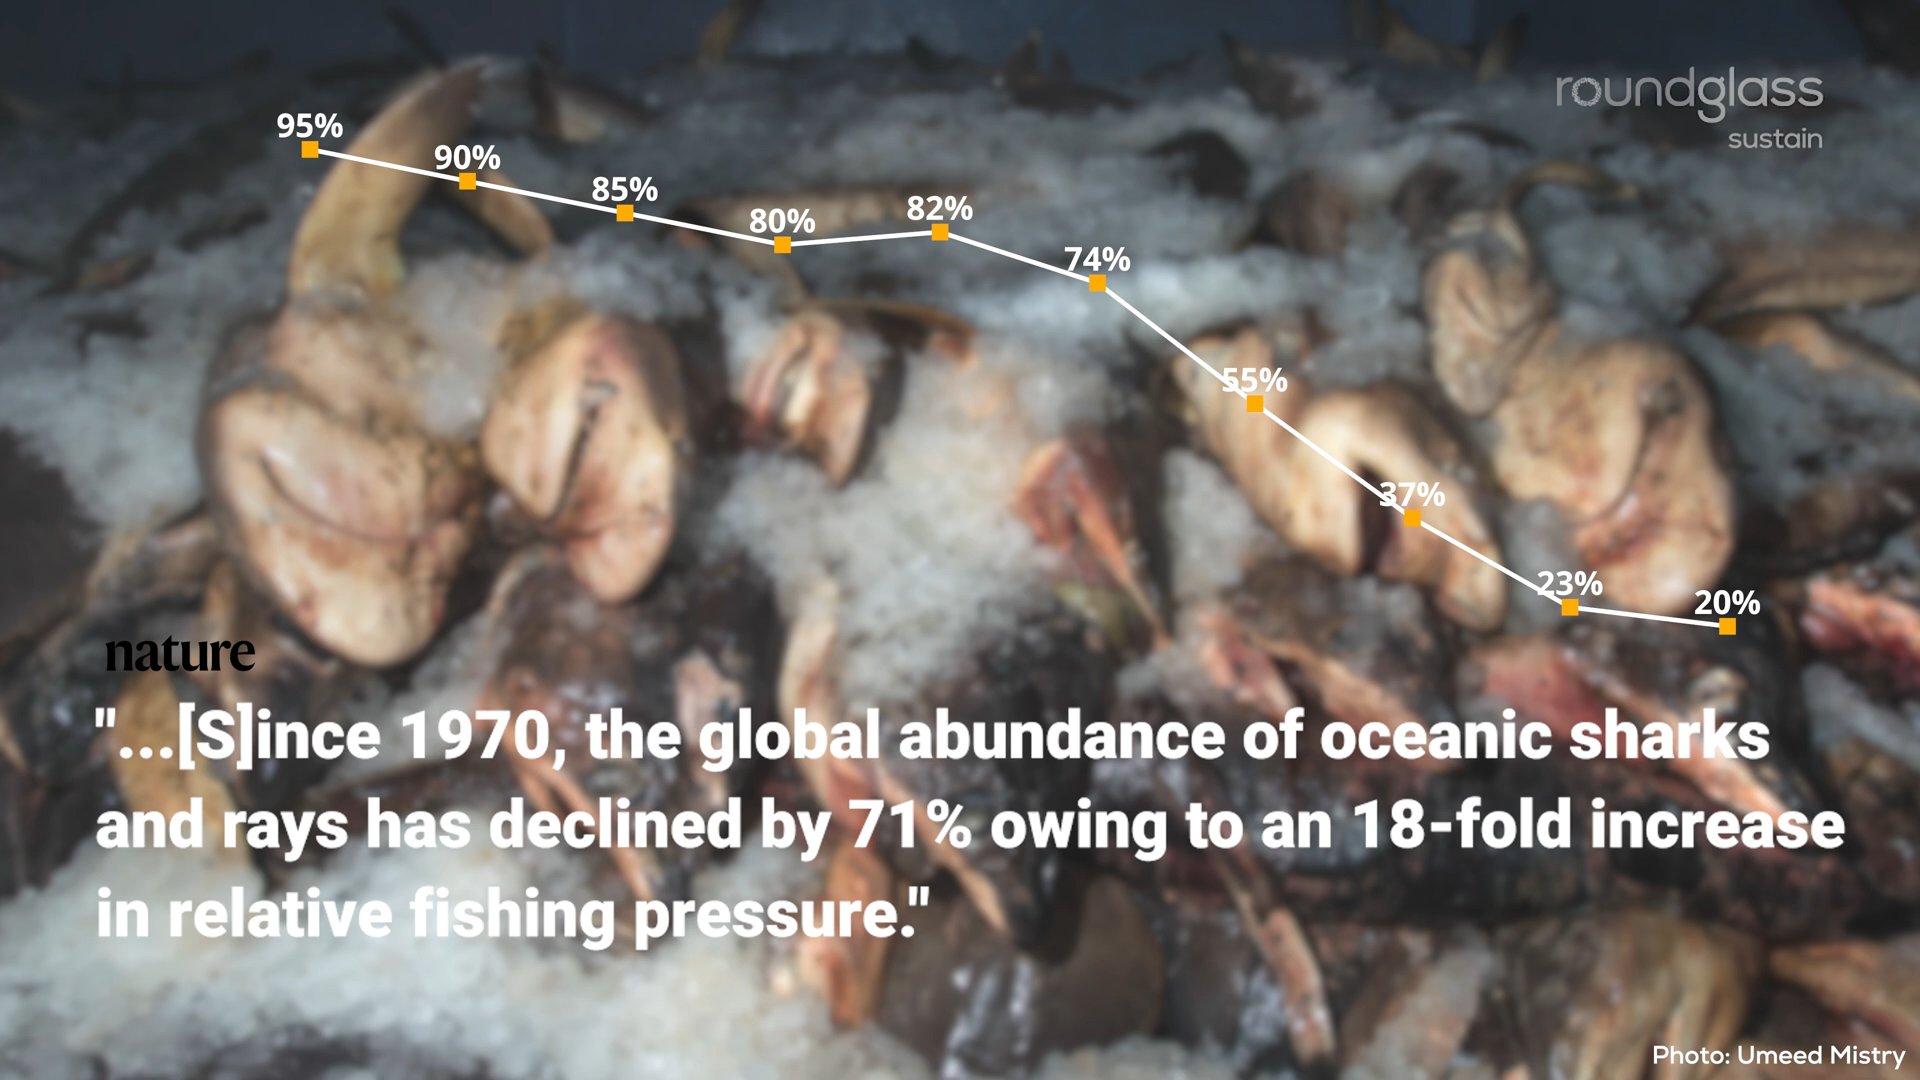 roundglass
sustain
95%
90%
85%
80%
82%
74%
55%
37%
23%
20%
nature
"...[S]ince 1970, the global abundance of oceanic sharks
and rays has declined by 71% owing to an 18-fold increase
in relative fishing pressure."
Photo: Umeed Mistry